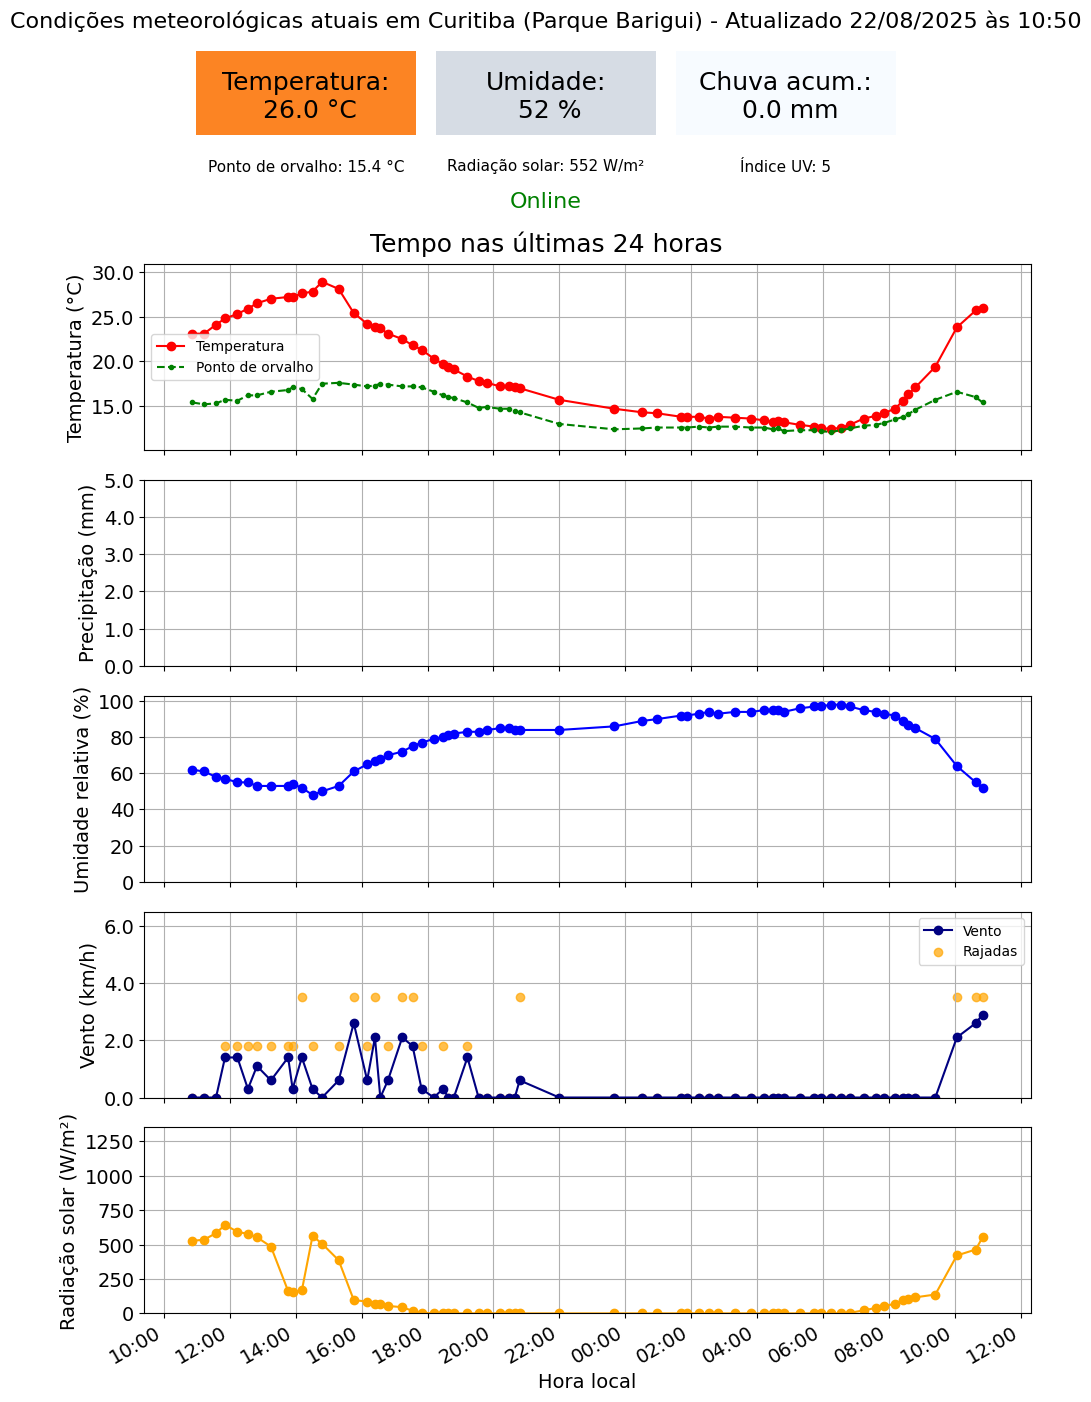 Condições meteorológicas atuais em Curitiba (Parque Barigui) - Atualizado 22/08/2025 às 10:50
Temperatura:
26.0 °C
Umidade:
52 %
Chuva acum.:
0.0 mm
Ponto de orvalho: 15.4 °C
Radiação solar: 552 W/m²
Índice UV: 5
Online
Tempo nas últimas 24 horas
Temperatura (°C)
30.0
25.0
20.0
15.0
Temperatura
Ponto de orvalho
Precipitação (mm)
5.0
4.0
3.0
2.0
1.0
0.0
Umidade relativa (%)
100
80
60
40
20
0
Vento (km/h)
6.0
4.0
2.0
0.0
Vento
Rajadas
Radiação solar (W/m²)
1250
1000
750
500
250
0
10:00
12:00
14:00
16:00
18:00
20:00
22:00
00:00
02:00
04:00
06:00
08:00
10:00
12:00
Hora local